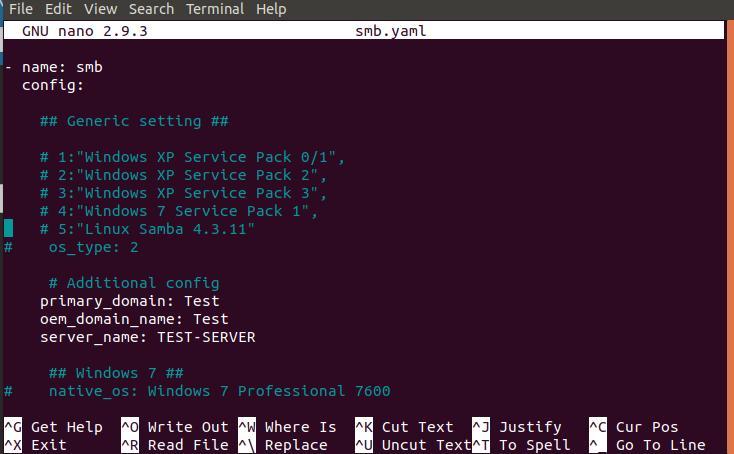 File Edit View Search Terminal Help
GNU nano 2.9.3 smb.yaml
- name: smb
config:
## Generic setting ##
# 1:"Windows XP Service Pack 0/1",
# 2:"Windows XP Service Pack 2",
# 3:"Windows XP Service Pack 3",
# 4:"Windows 7 Service Pack 1",
# 5:"Linux Samba 4.3.11"
# os_type: 2
# Additional config
primary_domain: Test
oem_domain_name: Test
server_name: TEST-SERVER
## Windows 7 ##
# native_os: Windows 7 Professional 7600
^G Get Help ^O Write Out ^W Where Is ^K Cut Text ^J Justify ^C Cur Pos
^X Exit ^R Read File ^\ Replace ^U Uncut Text ^T To Spell ^_ Go To Line